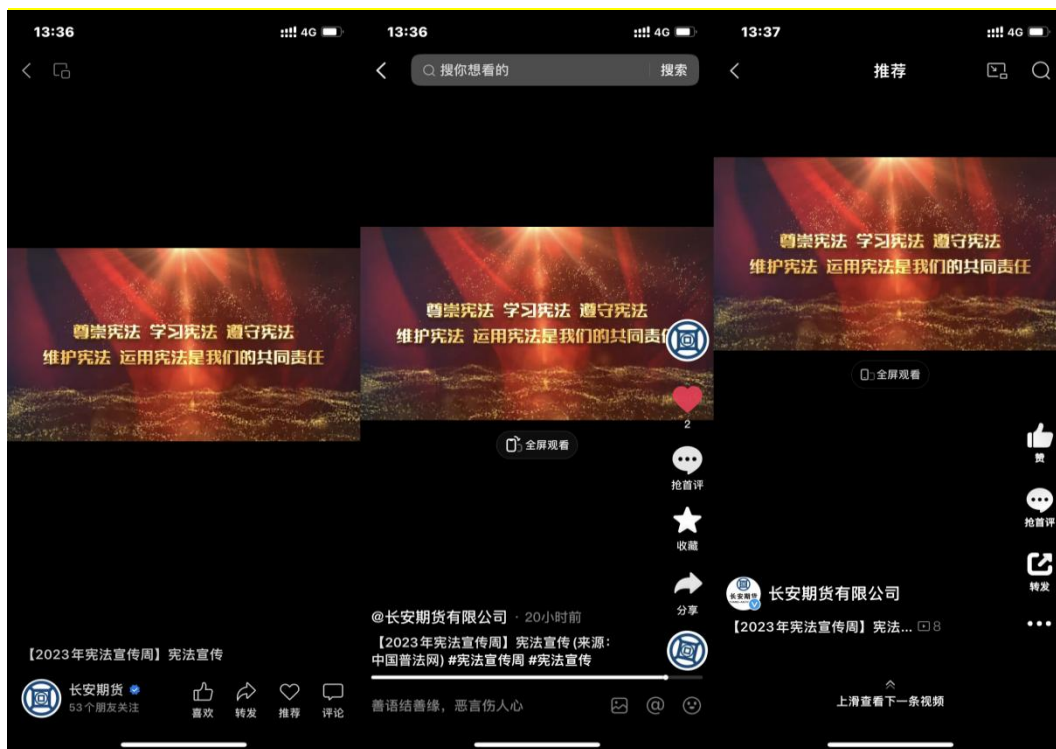 13:36
4G
尊崇宪法 学习宪法 遵守宪法
维护宪法 运用宪法是我们的共同责任
【2023年宪法宣传周】宪法宣传
长安期货
53个朋友关注
喜欢
转发
推荐
评论
13:36
4G
搜你想看的
搜索
尊崇宪法 学习宪法 遵守宪法
维护宪法 运用宪法是我们的共同责
2
全屏观看
抢首评
收藏
分享
@长安期货有限公司 · 20小时前
【2023年宪法宣传周】宪法宣传(来源:
中国普法网) #宪法宣传周 #宪法宣传
善语结善缘，恶言伤人心
13:37
4G
推荐
尊崇宪法 学习宪法 遵守宪法
维护宪法 运用宪法是我们的共同责任
全屏观看
赞
抢首评
转发
长安期货
长安期货有限公司
【2023年宪法宣传周】宪法... 8
上滑查看下一条视频